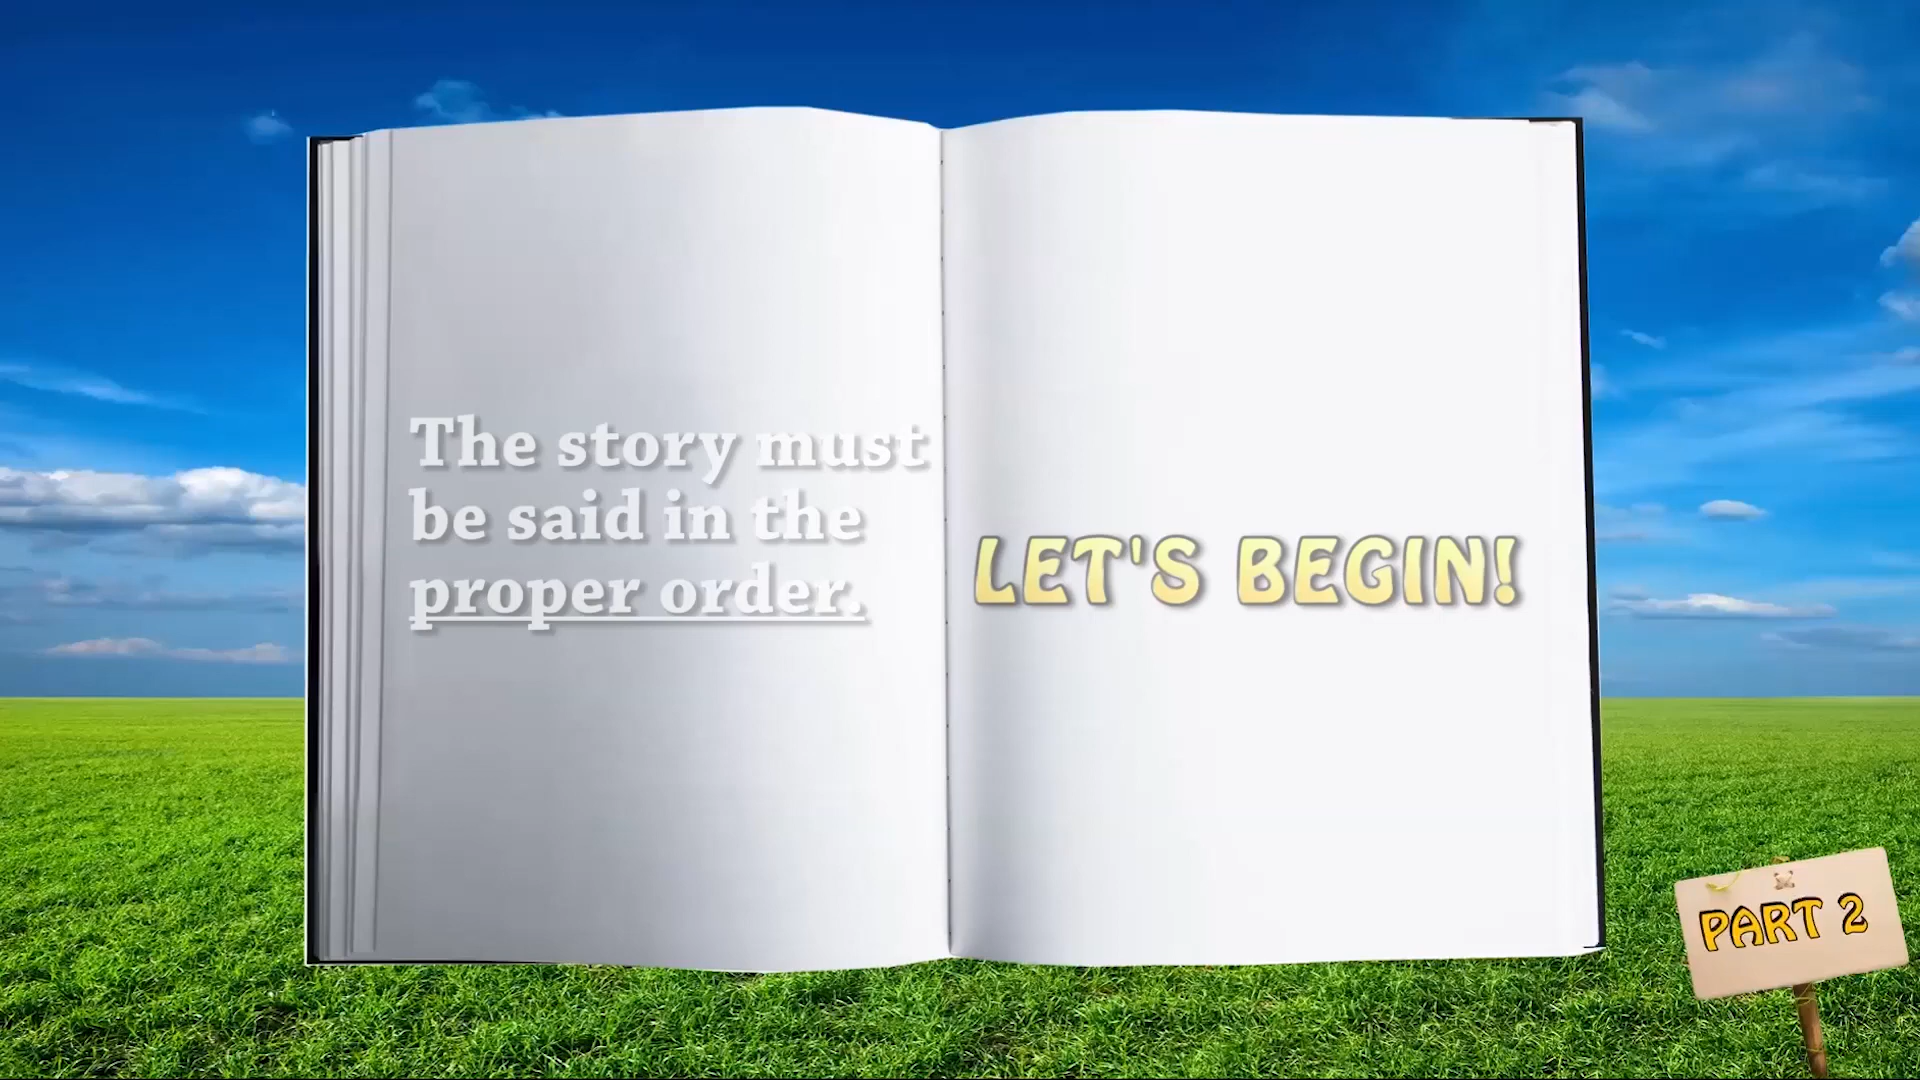 The story must
be said in the
proper order.
LET'S BEGIN!
PART 2